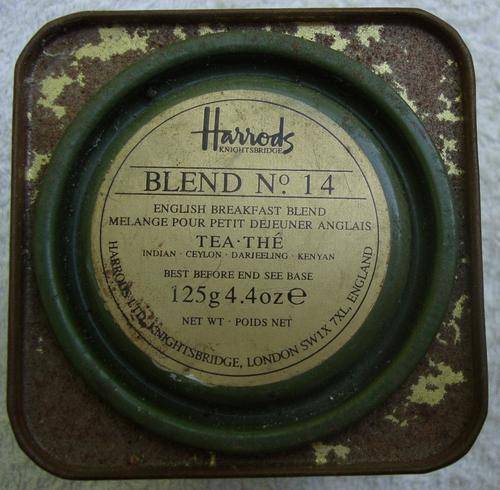 Harrods
KNIGHTSBRIDGE
BLEND No. 14
ENGLISH BREAKFAST BLEND
MELANGE POUR PETIT DEJEUNER ANGLAIS
TEA·THÉ
INDIAN · CEYLON · DARJEELING · KENYAN
BEST BEFORE END SEE BASE
125g 4.4oz ℮
NET WT · POIDS NET
HARRODS LTD, KNIGHTSBRIDGE, LONDON SW1X 7XL, ENGLAND